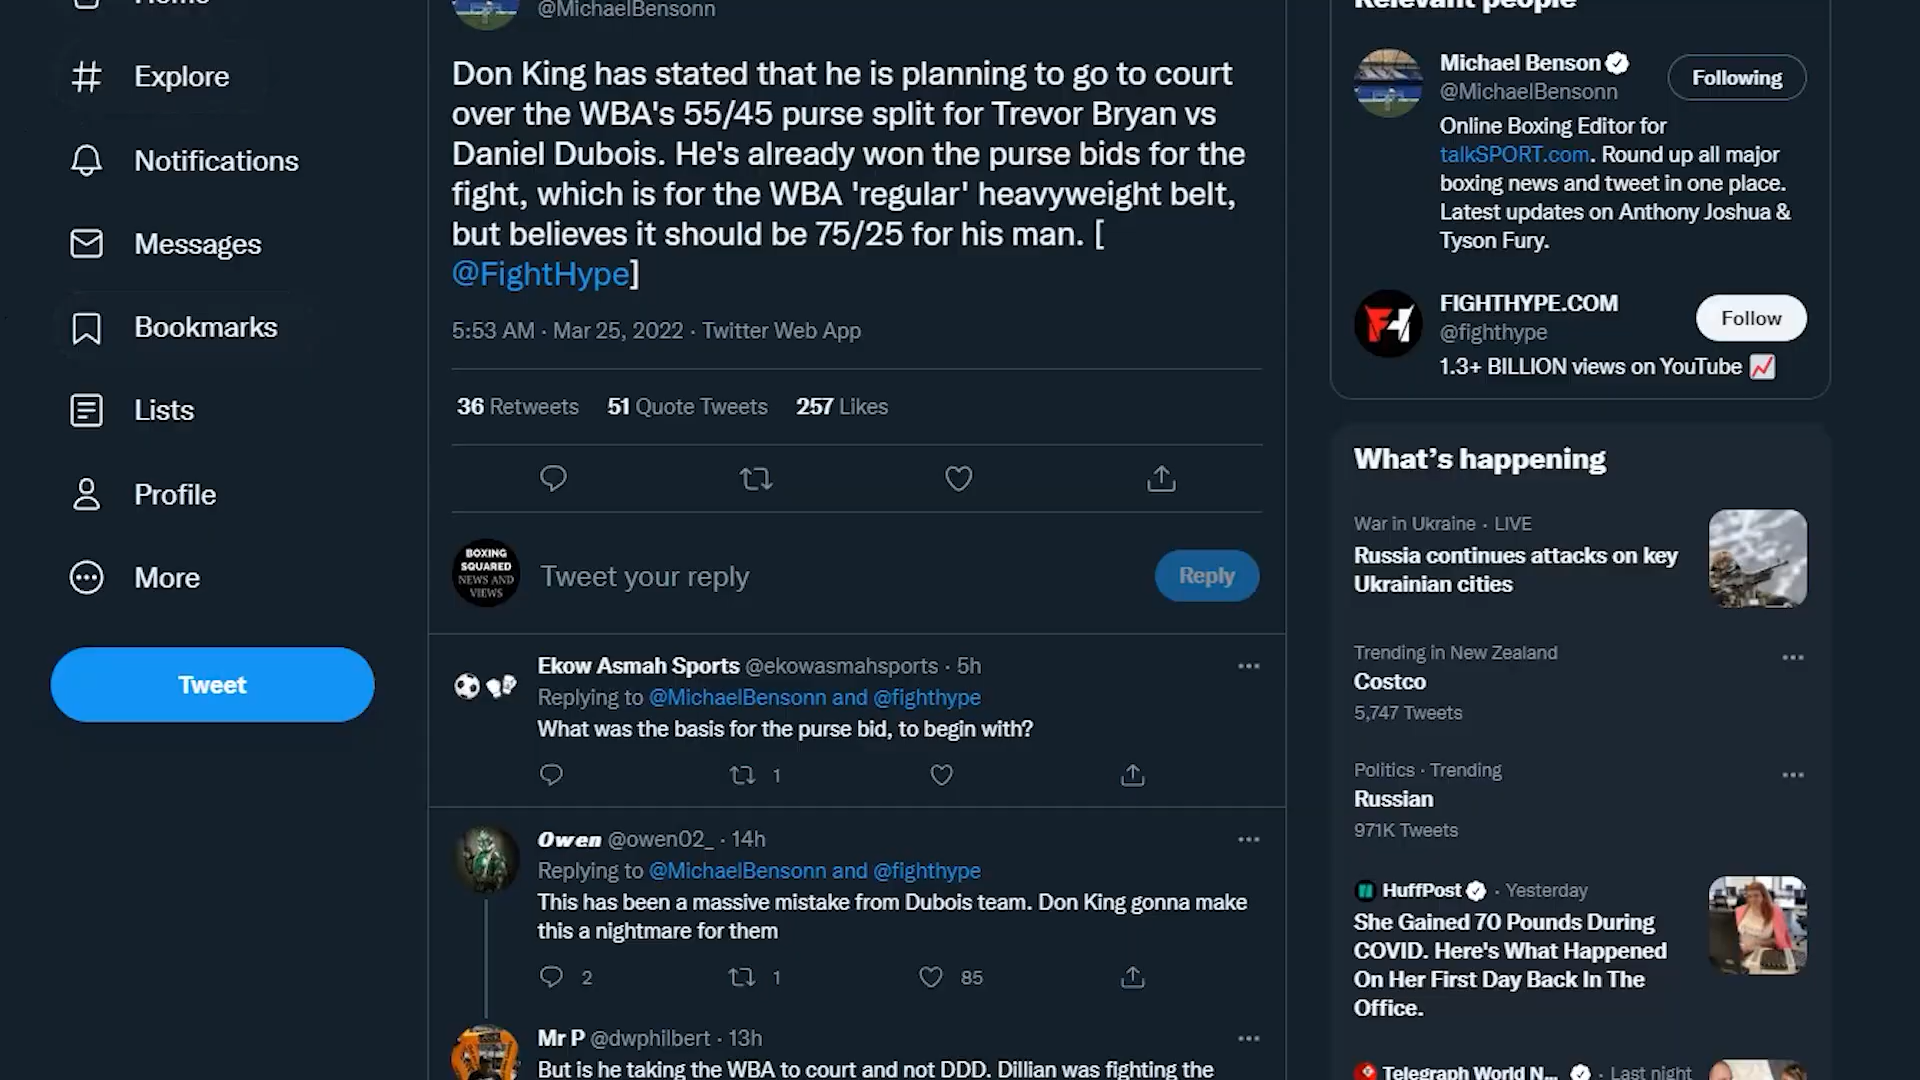 Home
Explore
Notifications
Messages
Bookmarks
Lists
Profile
More
Tweet
@MichaelBensonn
Don King has stated that he is planning to go to court
over the WBA's 55/45 purse split for Trevor Bryan vs
Daniel Dubois. He's already won the purse bids for the
fight, which is for the WBA 'regular' heavyweight belt,
but believes it should be 75/25 for his man. [
@FightHype]
5:53 AM · Mar 25, 2022 · Twitter Web App
36 Retweets 51 Quote Tweets 257 Likes
BOXING
SQUARED
NEWS AND
VIEWS
Tweet your reply
Reply
Ekow Asmah Sports @ekowasmahsports · 5h
Replying to @MichaelBensonn and @fighthype
What was the basis for the purse bid, to begin with?
1
Owen @owen02_ · 14h
Replying to @MichaelBensonn and @fighthype
This has been a massive mistake from Dubois team. Don King gonna make
this a nightmare for them
2 1 85
Mr P @dwphilbert · 13h
But is he taking the WBA to court and not DDD. Dillian was fighting the
Relevant people
Michael Benson
@MichaelBensonn
Following
Online Boxing Editor for
talkSPORT.com. Round up all major
boxing news and tweet in one place.
Latest updates on Anthony Joshua &
Tyson Fury.
FH
FIGHTHYPE.COM
@fighthype
Follow
1.3+ BILLION views on YouTube
What's happening
War in Ukraine · LIVE
Russia continues attacks on key
Ukrainian cities
Trending in New Zealand
Costco
5,747 Tweets
Politics · Trending
Russian
971K Tweets
HuffPost · Yesterday
She Gained 70 Pounds During
COVID. Here's What Happened
On Her First Day Back In The
Office.
Telegraph World N... · Last night